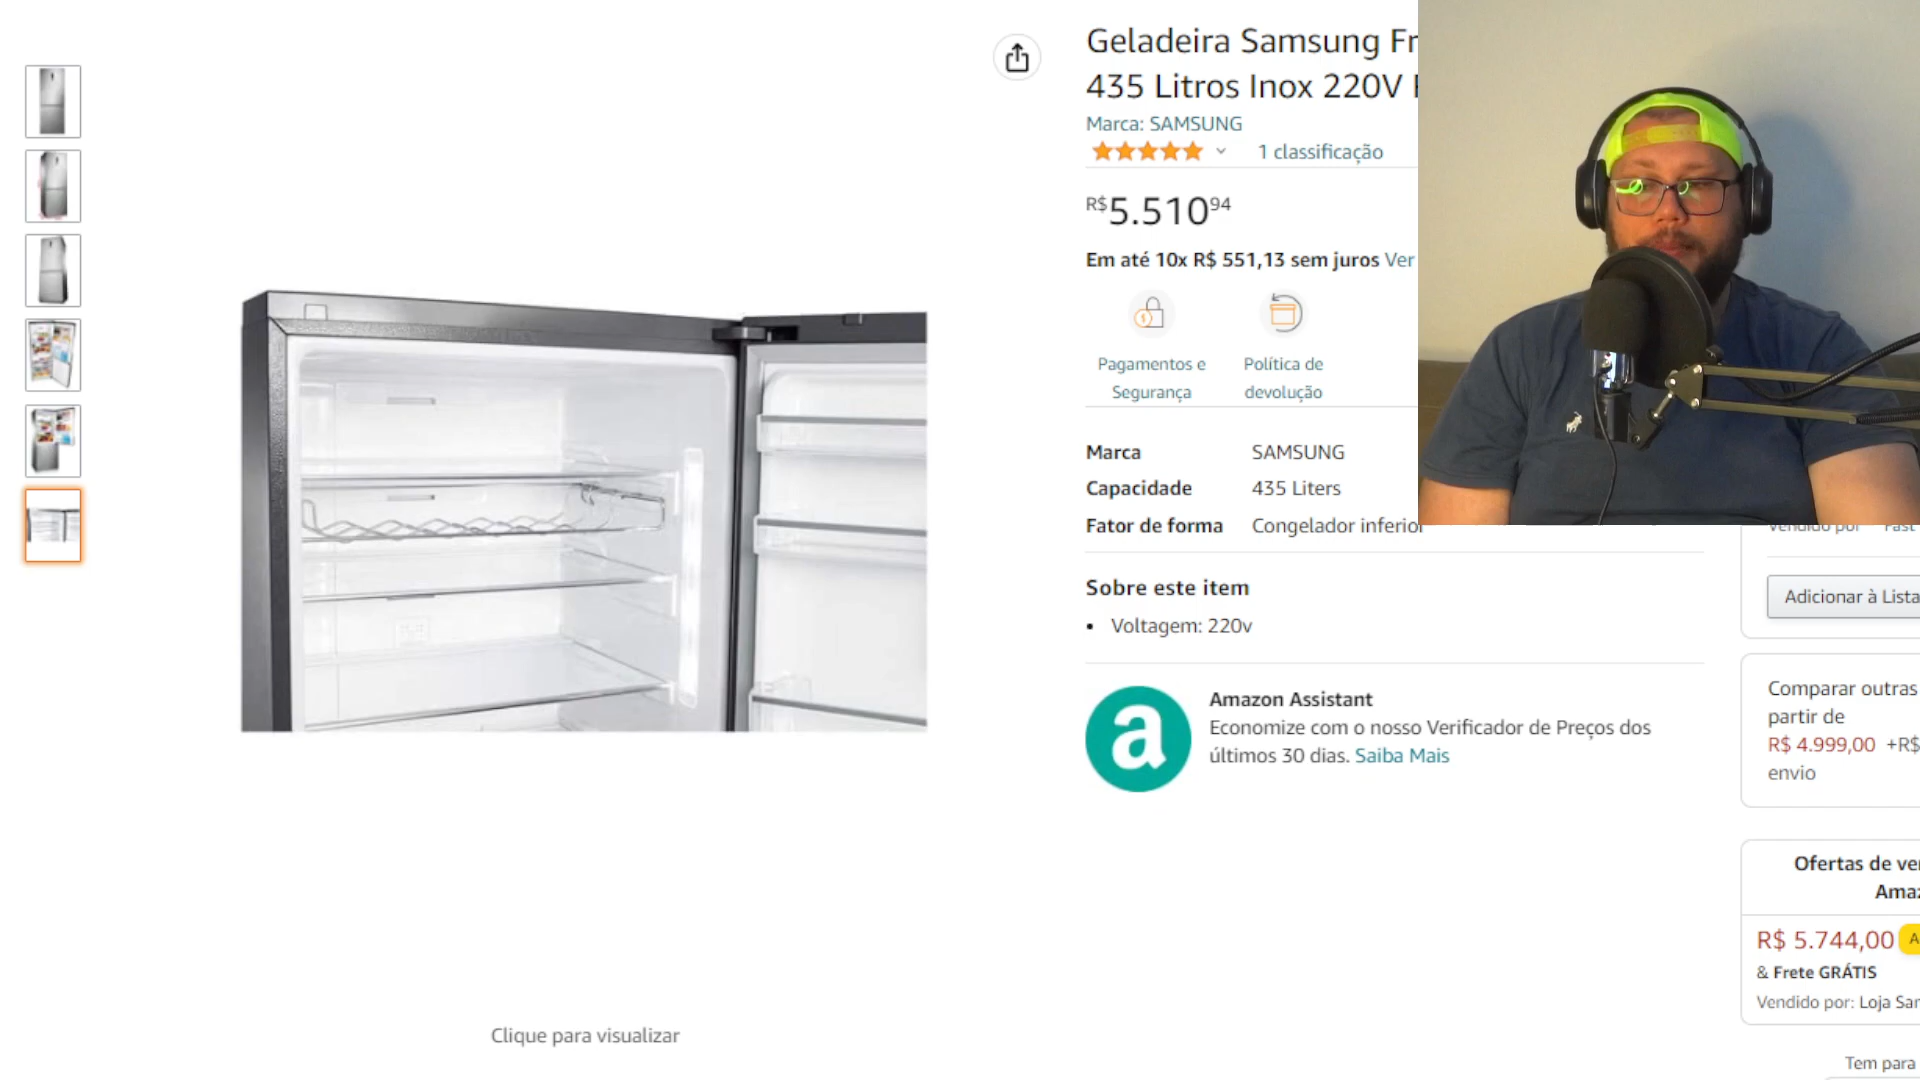 Geladeira Samsung Fr
435 Litros Inox 220V
Marca: SAMSUNG
1 classificação
R$5.51094
Em até 10x R$ 551,13 sem juros Ver
Pagamentos e
Segurança
Política de
devolução
Marca SAMSUNG
Capacidade 435 Liters
Fator de forma Congelador inferior
Sobre este item
• Voltagem: 220v
a
Amazon Assistant
Economize com o nosso Verificador de Preços dos
últimos 30 dias. Saiba Mais
Clique para visualizar
Vendido por Fast
Adicionar à Lista
Comparar outras
partir de
R$ 4.999,00 +R$
envio
Ofertas de ve
Ama
R$ 5.744,00 A
& Frete GRÁTIS
Vendido por: Loja Sa
Tem para